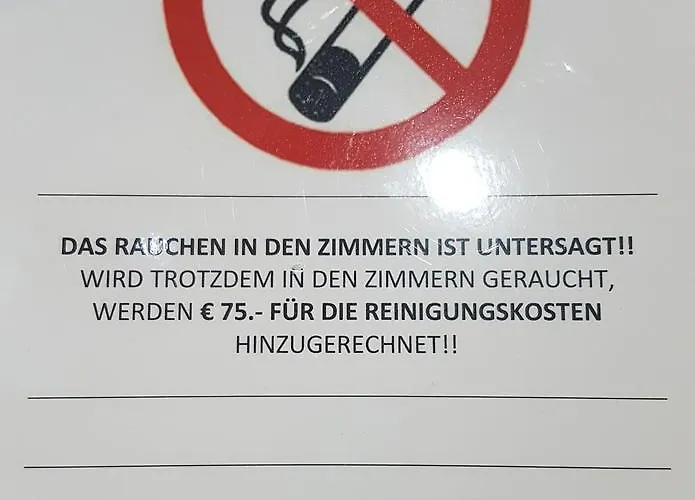 DAS RAUCHEN IN DEN ZIMMERN IST UNTERSAGT!!
WIRD TROTZDEM IN DEN ZIMMERN GERAUCHT,
WERDEN € 75.- FÜR DIE REINIGUNGSKOSTEN
HINZUGERECHNET!!